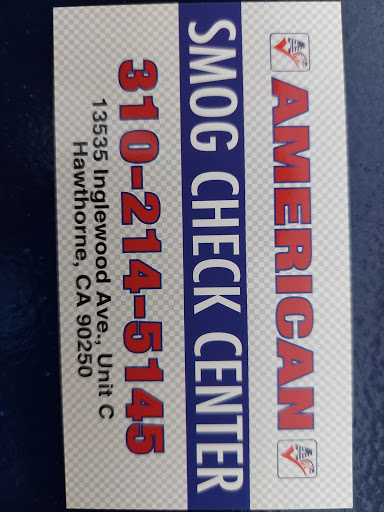 AMERICAN
SMOG CHECK CENTER
310-214-5145
13535 Inglewood Ave., Unit C
Hawthorne, CA 90250